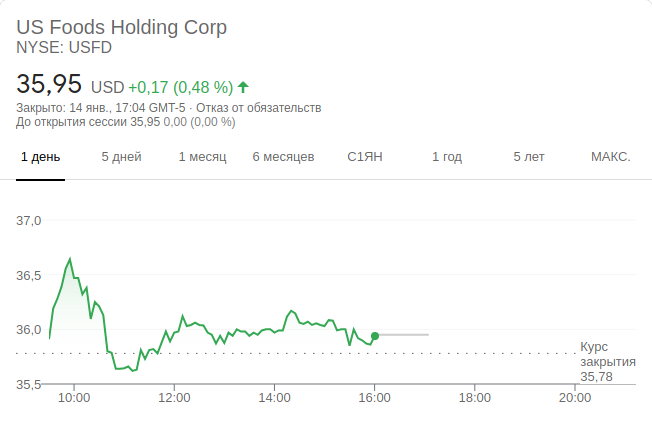 US Foods Holding Corp
NYSE: USFD
35,95 USD +0,17 (0,48 %)
Закрыто: 14 янв., 17:04 GMT-5 · Отказ от обязательств
До открытия сессии 35,95 0,00 (0,00 %)
1 день 5 дней 1 месяц 6 месяцев С1ЯН 1 год 5 лет МАКС.
37,0
36,5
36,0
Курс
закрытия
35,78
35,5
10:00 12:00 14:00 16:00 18:00 20:00